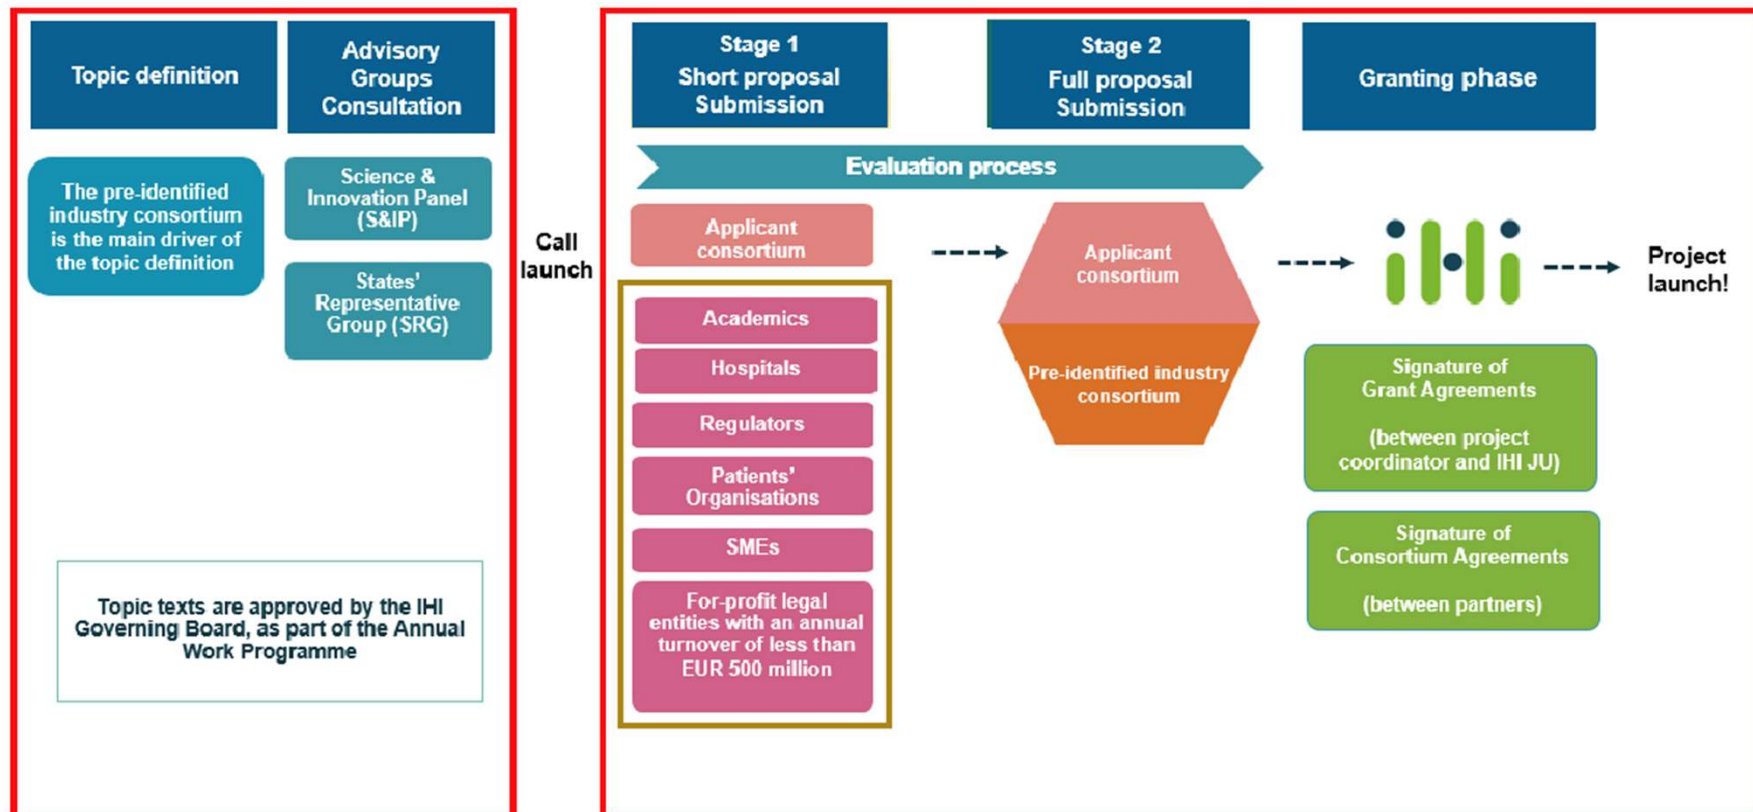 Topic definition
Advisory
Groups
Consultation
The pre-identified
industry consortium
is the main driver of
the topic definition
Science &
Innovation Panel
(S&IP)
States'
Representative
Group (SRG)
Topic texts are approved by the IHI
Governing Board, as part of the Annual
Work Programme
Call
launch
Stage 1
Short proposal
Submission
Stage 2
Full proposal
Submission
Granting phase
Evaluation process
Applicant
consortium
Academics
Hospitals
Regulators
Patients'
Organisations
SMEs
For-profit legal
entities with an annual
turnover of less than
EUR 500 million
Applicant
consortium
Pre-identified industry
consortium
iHi
Project
launch!
Signature of
Grant Agreements
(between project
coordinator and IHI JU)
Signature of
Consortium Agreements
(between partners)